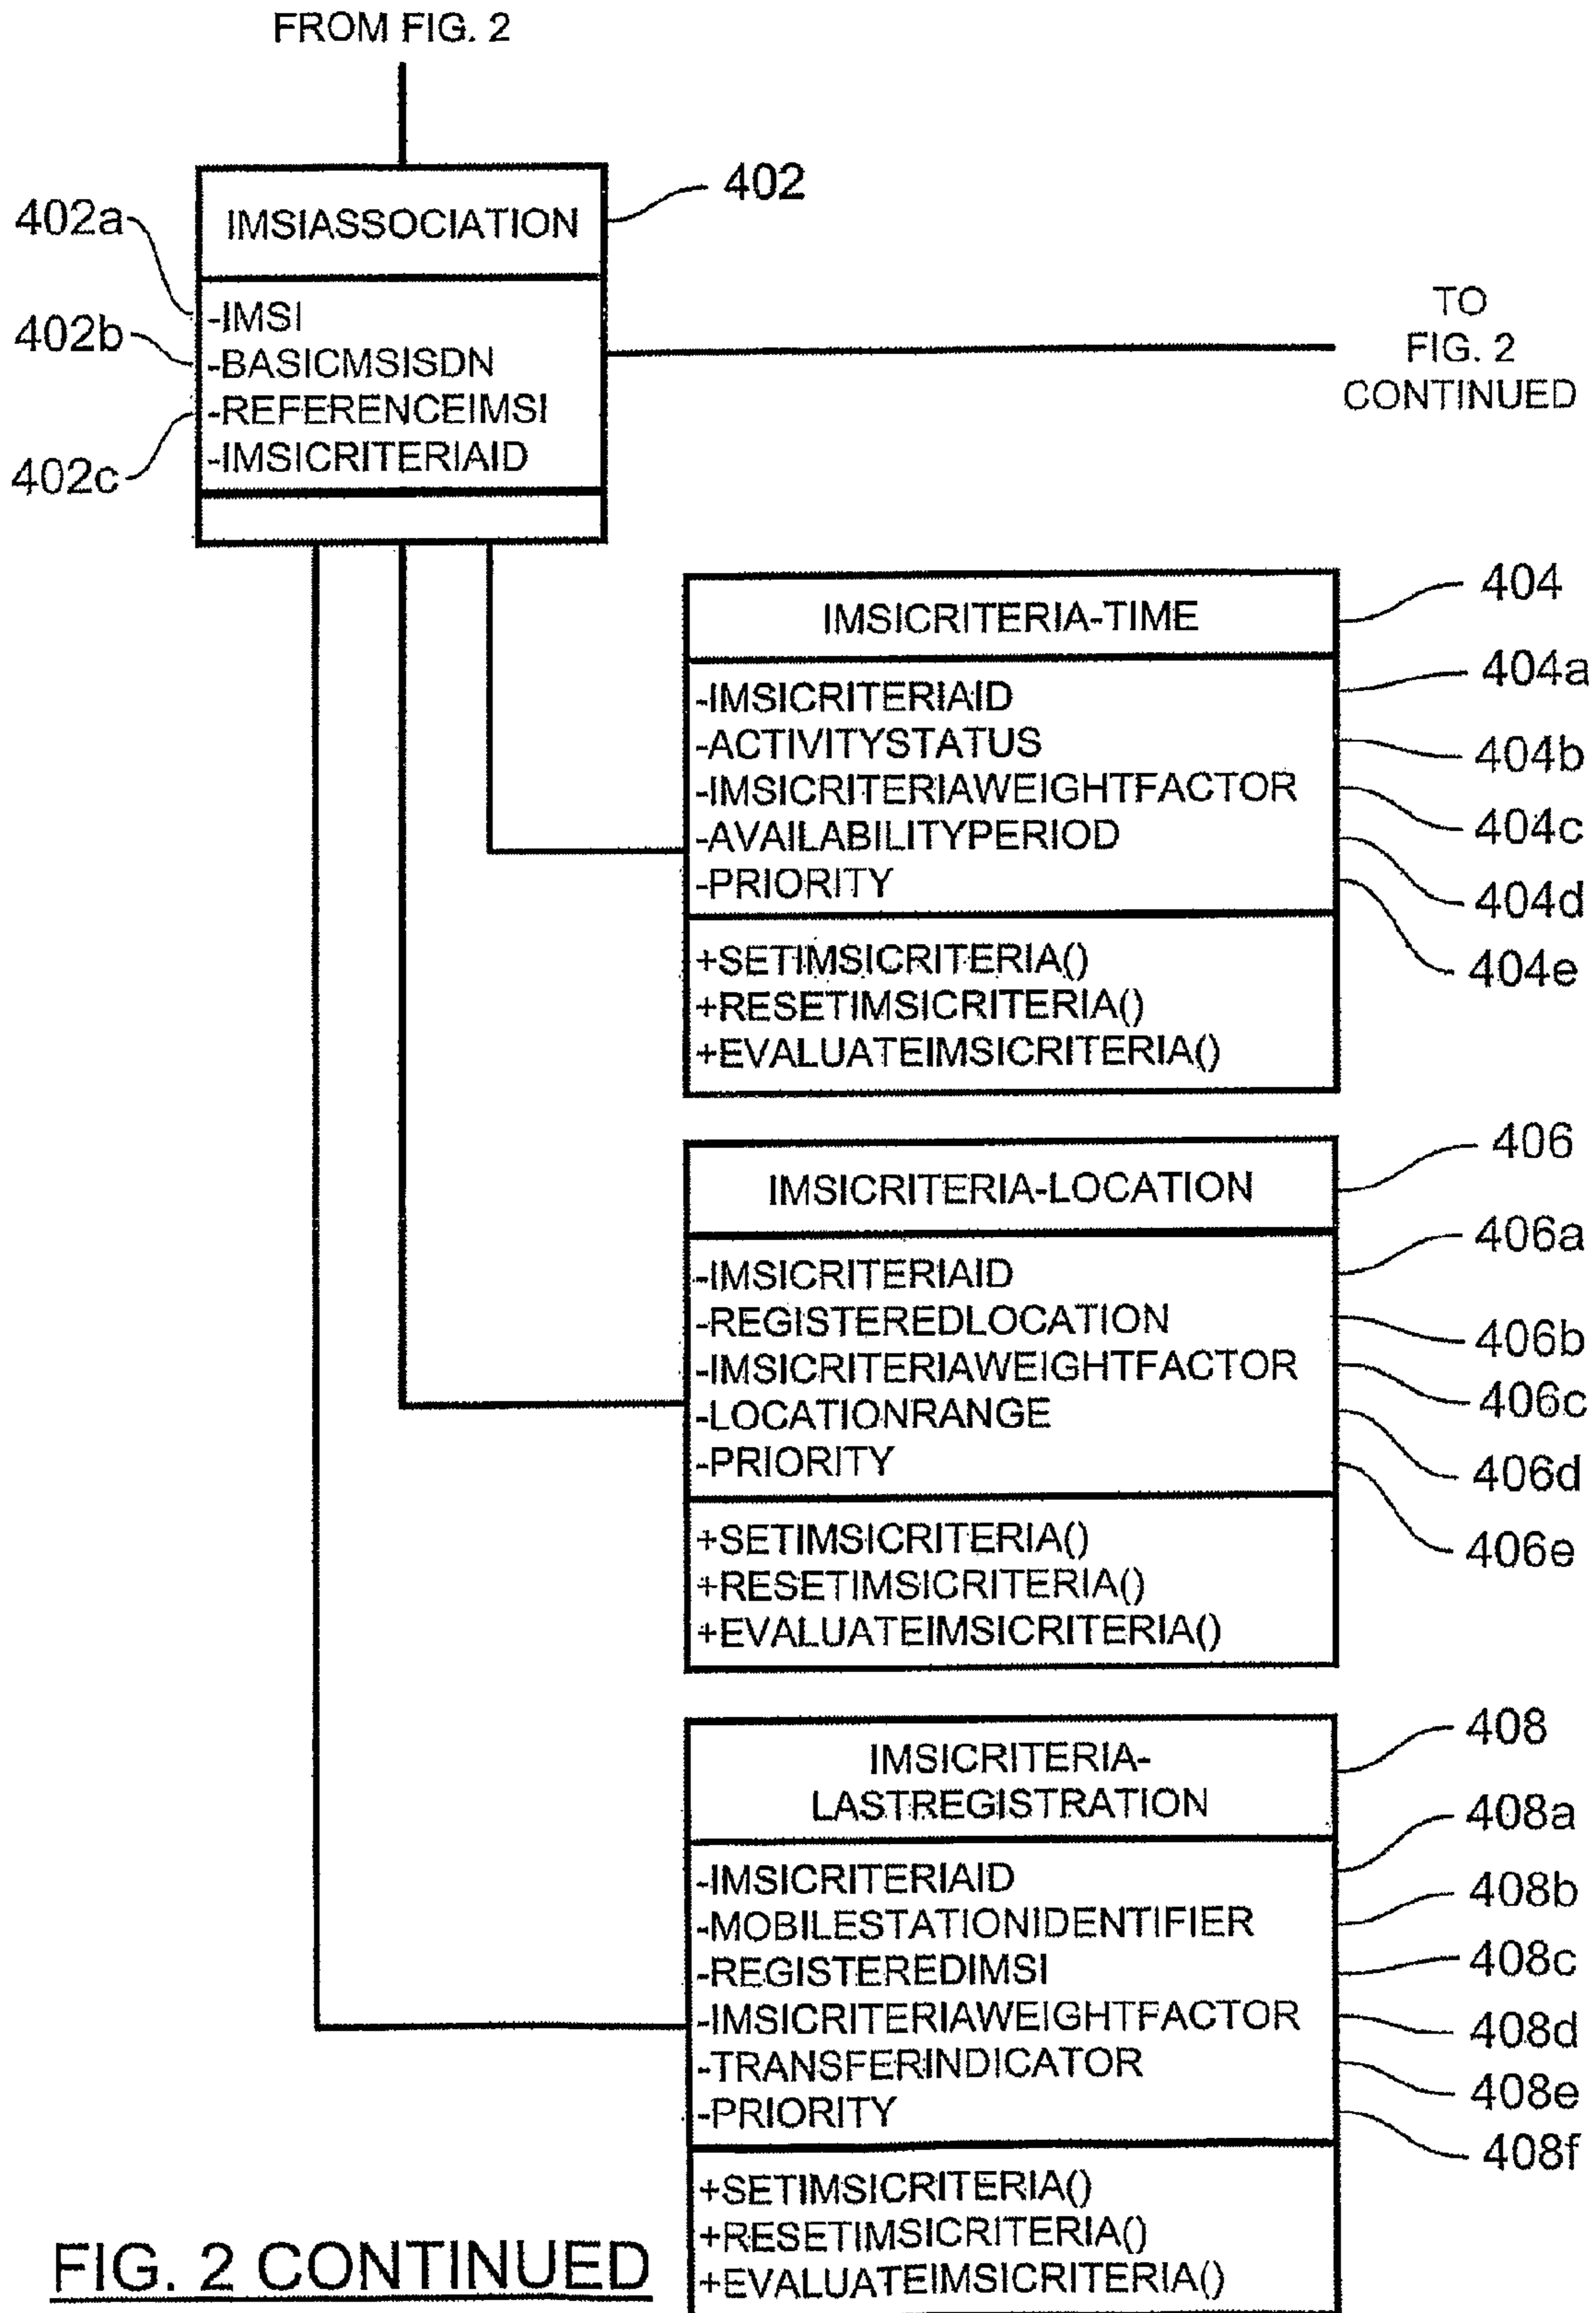 FROM FIG. 2
402
IMSIASSOCIATION
402a
-IMSI
402b
-BASICMSISDN
-REFERENCEIMSI
402c
-IMSICRITERIAID
TO
FIG. 2
CONTINUED
404
IMSICRITERIA-TIME
404a
-IMSICRITERIAID
-ACTIVITYSTATUS
404b
-IMSICRITERIAWEIGHTFACTOR
404c
-AVAILABILITYPERIOD
404d
-PRIORITY
404e
+SETIMSICRITERIA()
+RESETIMSICRITERIA()
+EVALUATEIMSICRITERIA()
406
IMSICRITERIA-LOCATION
406a
-IMSICRITERIAID
-REGISTEREDLOCATION
406b
-IMSICRITERIAWEIGHTFACTOR
406c
-LOCATIONRANGE
406d
-PRIORITY
406e
+SETIMSICRITERIA()
+RESETIMSICRITERIA()
+EVALUATEIMSICRITERIA()
408
IMSICRITERIA-
LASTREGISTRATION
408a
-IMSICRITERIAID
408b
-MOBILESTATIONIDENTIFIER
408c
-REGISTEREDIMSI
-IMSICRITERIAWEIGHTFACTOR
408d
-TRANSFERINDICATOR
408e
-PRIORITY
408f
+SETIMSICRITERIA()
+RESETIMSICRITERIA()
+EVALUATEIMSICRITERIA()
FIG. 2 CONTINUED